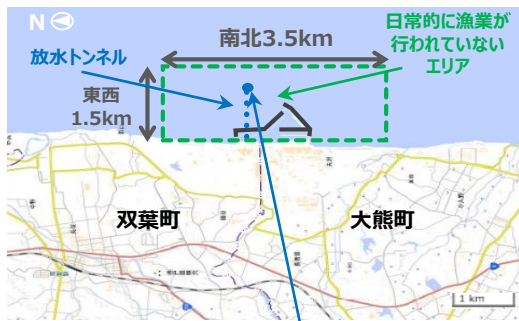 N
南北3.5km
日常的に漁業が
行われていない
エリア
放水トンネル
東西
1.5km
双葉町
大熊町
1 km